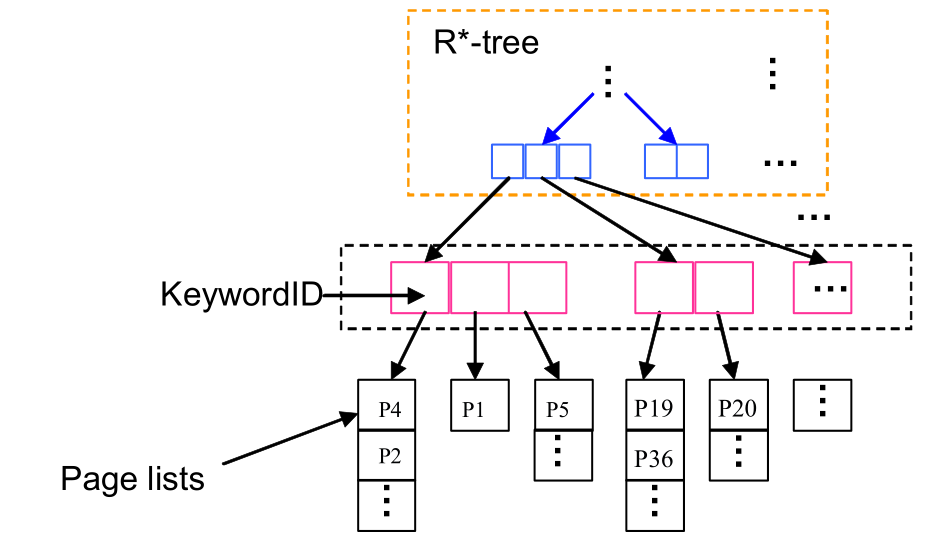 R*-tree
⋮ ⋮
...
...
KeywordID
...
P4 P1 P5 P19 P20 ⋮
P2 ⋮ P36 ⋮
Page lists
⋮ ⋮